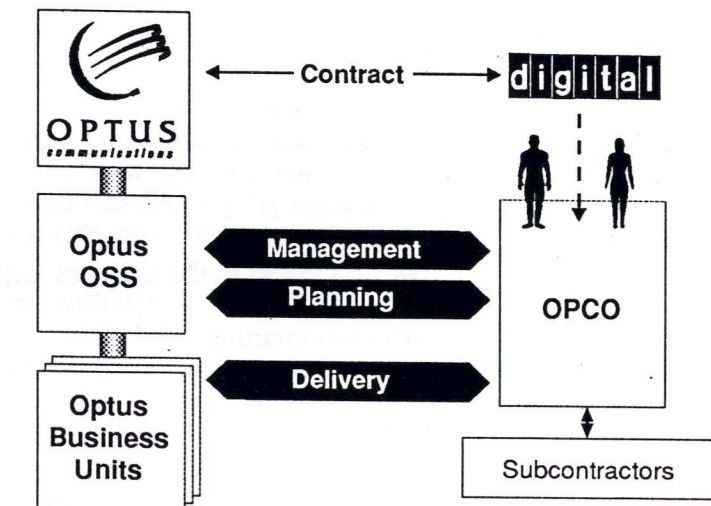 OPTUS
communications
Contract
digital
Optus
OSS
Management
Planning
Delivery
OPCO
Optus
Business
Units
Subcontractors